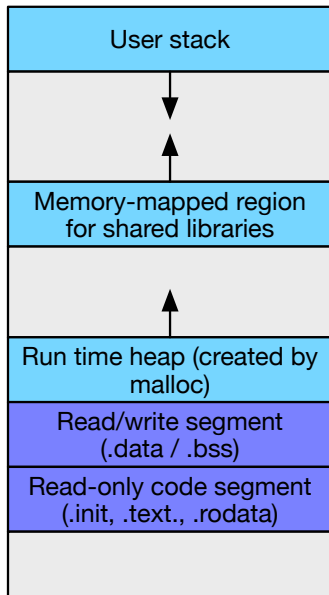 User stack
Memory-mapped region
for shared libraries
Run time heap (created by
malloc)
Read/write segment
(.data / .bss)
Read-only code segment
(.init, .text., .rodata)